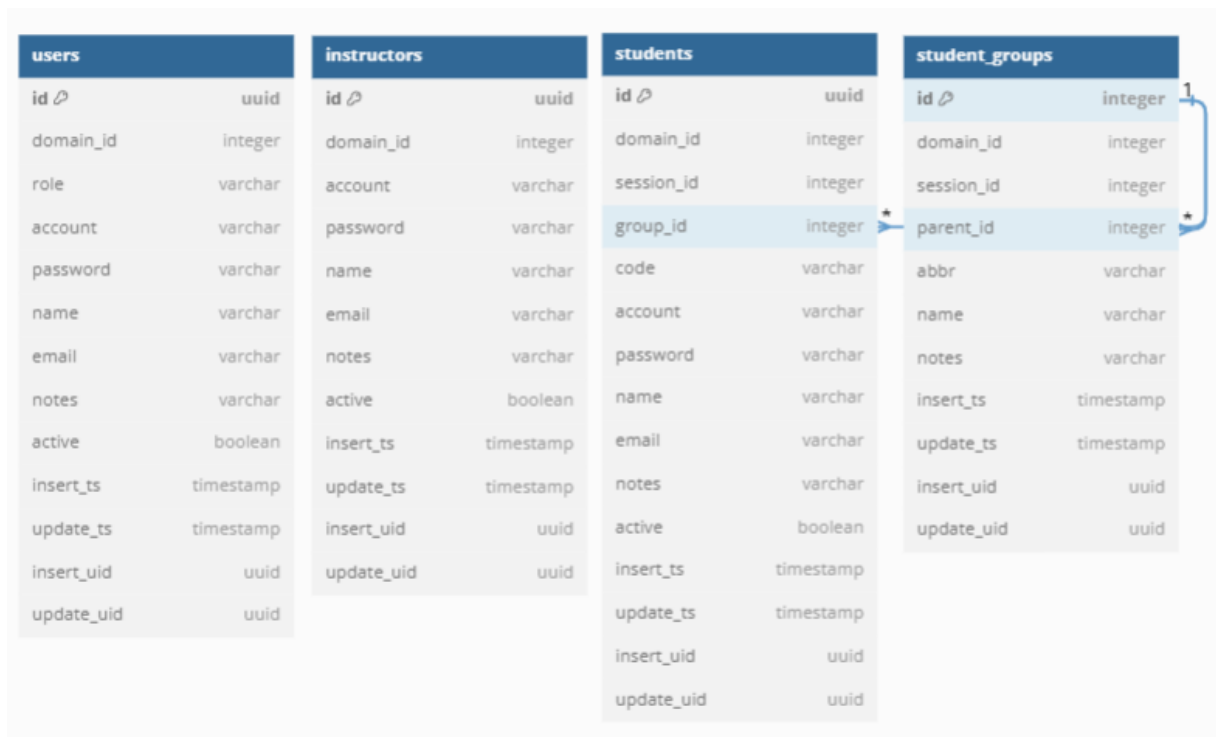 users
id uuid
domain_id integer
role varchar
account varchar
password varchar
name varchar
email varchar
notes varchar
active boolean
insert_ts timestamp
update_ts timestamp
insert_uid uuid
update_uid uuid
instructors
id uuid
domain_id integer
account varchar
password varchar
name varchar
email varchar
notes varchar
active boolean
insert_ts timestamp
update_ts timestamp
insert_uid uuid
update_uid uuid
students
id uuid
domain_id integer
session_id integer
group_id integer *
code varchar
account varchar
password varchar
name varchar
email varchar
notes varchar
active boolean
insert_ts timestamp
update_ts timestamp
insert_uid uuid
update_uid uuid
student_groups
id integer 1
domain_id integer
session_id integer
parent_id integer *
abbr varchar
name varchar
notes varchar
insert_ts timestamp
update_ts timestamp
insert_uid uuid
update_uid uuid